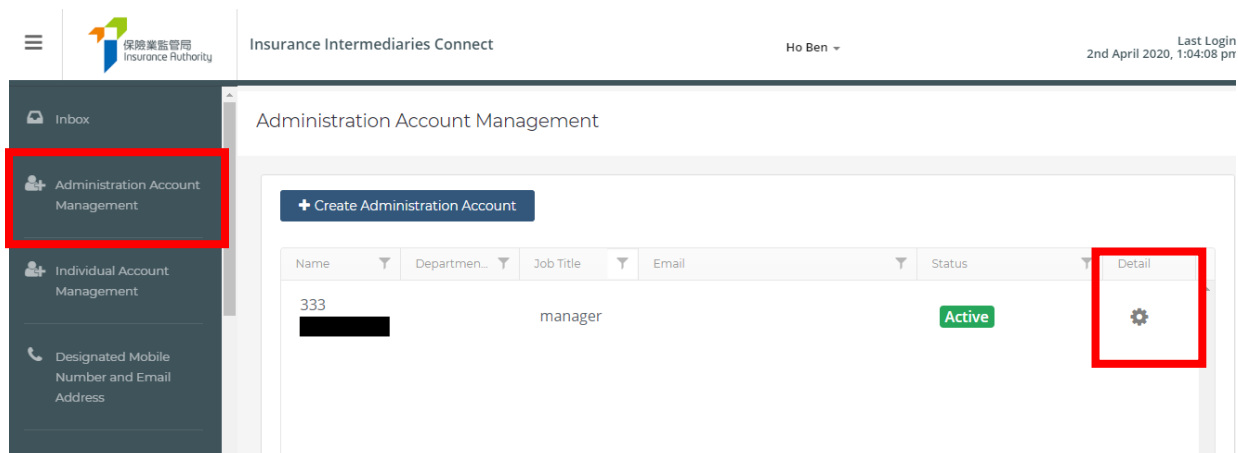 保險業監管局
Insurance Authority
Insurance Intermediaries Connect
Ho Ben
Last Login
2nd April 2020, 1:04:08 pm
Inbox
Administration Account
Management
Individual Account
Management
Designated Mobile
Number and Email
Address
Administration Account Management
Create Administration Account
Name
Departmen...
Job Title
Email
Status
Detail
333
manager
Active